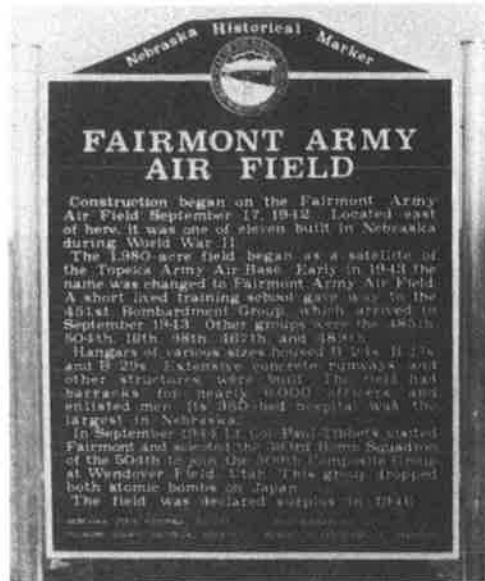 Nebraska Historical Marker
FAIRMONT ARMY
AIR FIELD
Construction began on the Fairmont Army
Air Field September 17, 1942. Located east
of here, it was one of eleven built in Nebraska
during World War II.
The 1,980-acre field began as a satellite of
the Topeka Army Air Base. Early in 1943 the
name was changed to Fairmont Army Air Field.
A short lived training school gave way to the
451st Bombardment Group, which arrived in
September 1943. Other groups were the 485th,
504th, 16th, 98th, 467th, and
Hangars of various sizes housed B-24s, B-17s
and B-29s. Extensive concrete runways and
other structures were built. The field had
barracks for nearly 6,000 officers and
enlisted men. Its 350-bed hospital was the
largest in Nebraska.
In September 1944 Lt. Col. Paul Tibbets visited
Fairmont and selected the 393rd Bomb Squadron
of the 504th to join the 509th Composite Group
at Wendover Field, Utah. This group dropped
both atomic bombs on Japan.
The field was declared surplus in 1946.